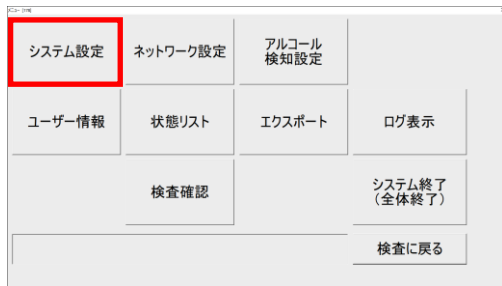 システム設定
ネットワーク設定
アルコール
検知設定
ユーザー情報
状態リスト
エクスポート
ログ表示
検査確認
システム終了
（全体終了）
検査に戻る